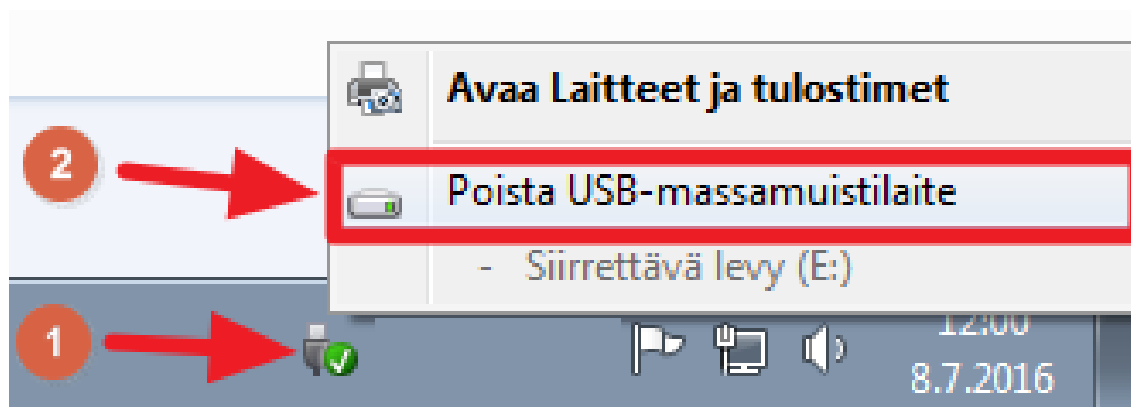 Avaa Laitteet ja tulostimet
2
Poista USB-massamuistilaite
- Siirrettävä levy (E:)
1
12:00
8.7.2016